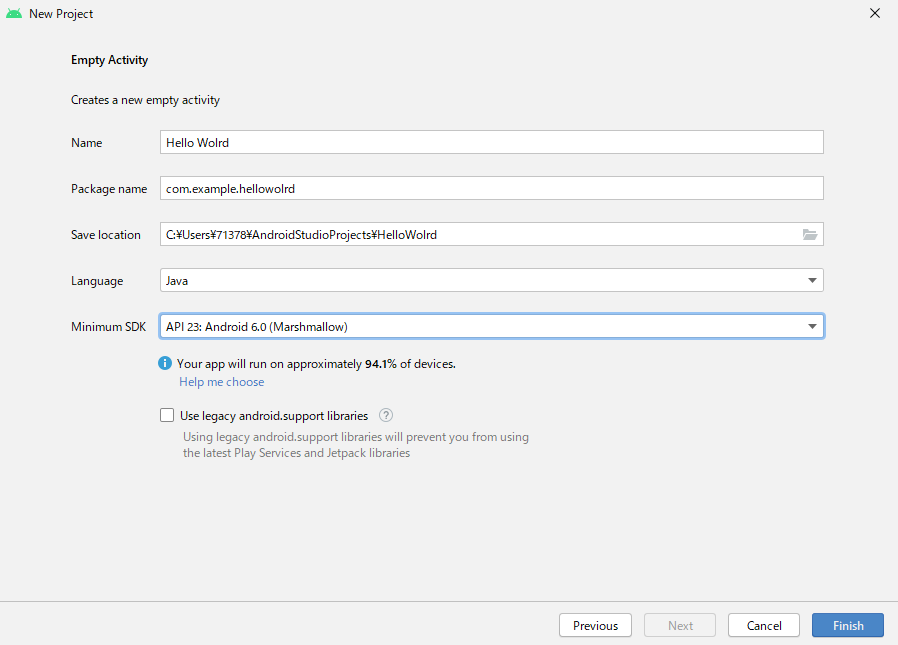 New Project
Empty Activity
Creates a new empty activity
Name Hello Wolrd
Package name com.example.hellowolrd
Save location C:¥Users¥71378¥AndroidStudioProjects¥HelloWolrd
Language Java
Minimum SDK API 23: Android 6.0 (Marshmallow)
Your app will run on approximately 94.1% of devices.
Help me choose
Use legacy android.support libraries
Using legacy android.support libraries will prevent you from using
the latest Play Services and Jetpack libraries
Previous Next Cancel Finish